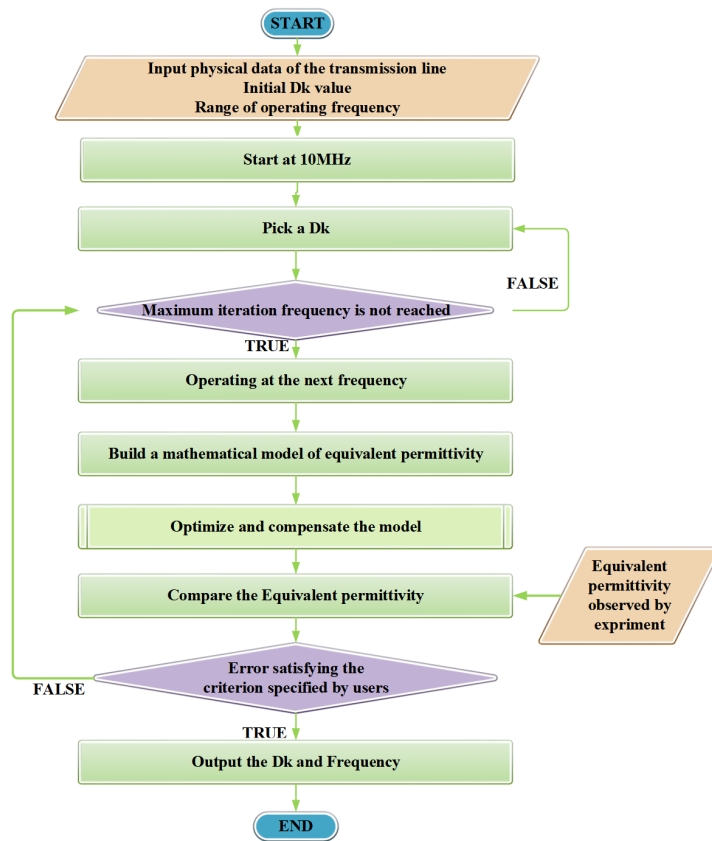 START
Input physical data of the transmission line
Initial Dk value
Range of operating frequency
Start at 10MHz
Pick a Dk
FALSE
Maximum iteration frequency is not reached
TRUE
Operating at the next frequency
Build a mathematical model of equivalent permittivity
Optimize and compensate the model
Compare the Equivalent permittivity
Equivalent
permittivity
observed by
expriment
Error satisfying the
criterion specified by users
FALSE
TRUE
Output the Dk and Frequency
END